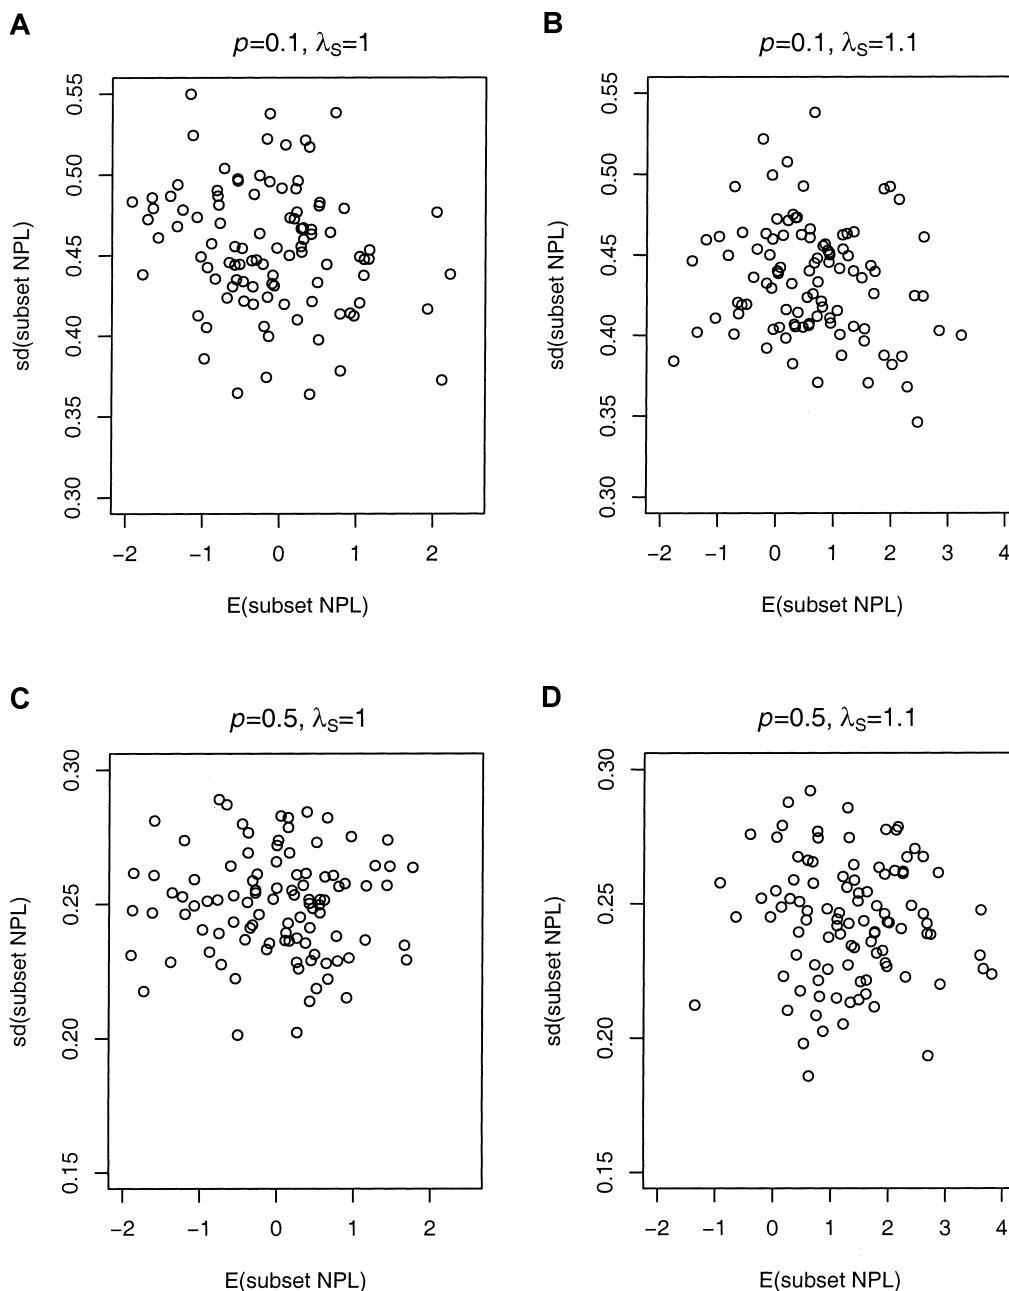 A
p=0.1, λS=1
0.55
0.50
0.45
0.40
0.35
0.30
sd(subset NPL)
−2 −1 0 1 2
E(subset NPL)
B
p=0.1, λS=1.1
0.55
0.50
0.45
0.40
0.35
0.30
sd(subset NPL)
−2 −1 0 1 2 3 4
E(subset NPL)
C
p=0.5, λS=1
0.30
0.25
0.20
0.15
sd(subset NPL)
−2 −1 0 1 2
E(subset NPL)
D
p=0.5, λS=1.1
0.30
0.25
0.20
0.15
sd(subset NPL)
−2 −1 0 1 2 3 4
E(subset NPL)